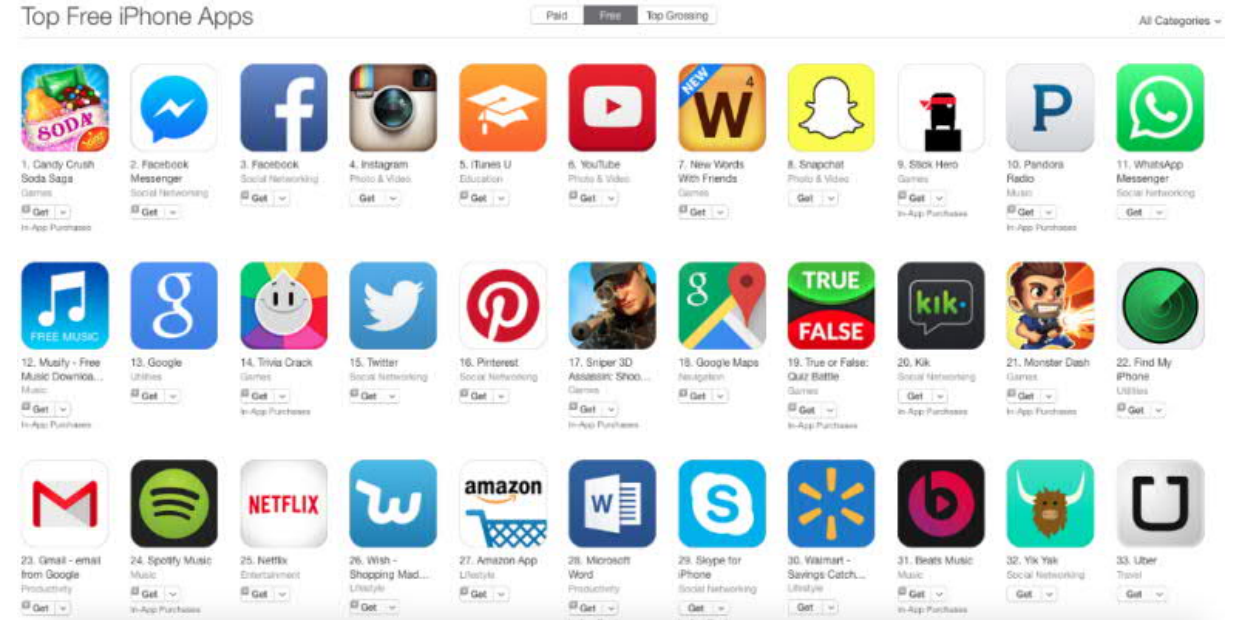 Top Free iPhone Apps
Paid
Free
Top Grossing
All Categories
SODA
King
1. Candy Crush
Soda Saga
Games
Get
In-App Purchases
2. Facebook
Messenger
Social Networking
Get
f
3. Facebook
Social Networking
Get
4. Instagram
Photo & Video
Get
5. iTunes U
Education
Get
6. YouTube
Photo & Video
Get
NEW
W
4
7. New Words
With Friends
Games
Get
8. Snapchat
Photo & Video
Get
9. Stick Hero
Games
Get
In-App Purchases
P
10. Pandora
Radio
Music
Get
In-App Purchases
11. WhatsApp
Messenger
Social Networking
Get
FREE MUSIC
12. Musify - Free
Music Downloa...
Music
Get
In-App Purchases
g
13. Google
Utilities
Get
14. Trivia Crack
Games
Get
In-App Purchases
15. Twitter
Social Networking
Get
16. Pinterest
Social Networking
Get
17. Sniper 3D
Assassin: Shoo...
Games
Get
In-App Purchases
g
18. Google Maps
Navigation
Get
TRUE
FALSE
19. True or False:
Quiz Battle
Games
Get
In-App Purchases
kik·
20. Kik
Social Networking
Get
In-App Purchases
21. Monster Dash
Games
Get
In-App Purchases
22. Find My
iPhone
Utilities
Get
23. Gmail - email
from Google
Productivity
Get
24. Spotify Music
Music
Get
In-App Purchases
NETFLIX
25. Netflix
Entertainment
Get
26. Wish -
Shopping Mad...
Lifestyle
Get
amazon
27. Amazon App
Lifestyle
Get
W
28. Microsoft
Word
Productivity
Get
S
29. Skype for
iPhone
Social Networking
Get
30. Walmart -
Savings Catch...
Lifestyle
Get
b
31. Beats Music
Music
Get
In-App Purchases
32. Yik Yak
Social Networking
Get
33. Uber
Travel
Get